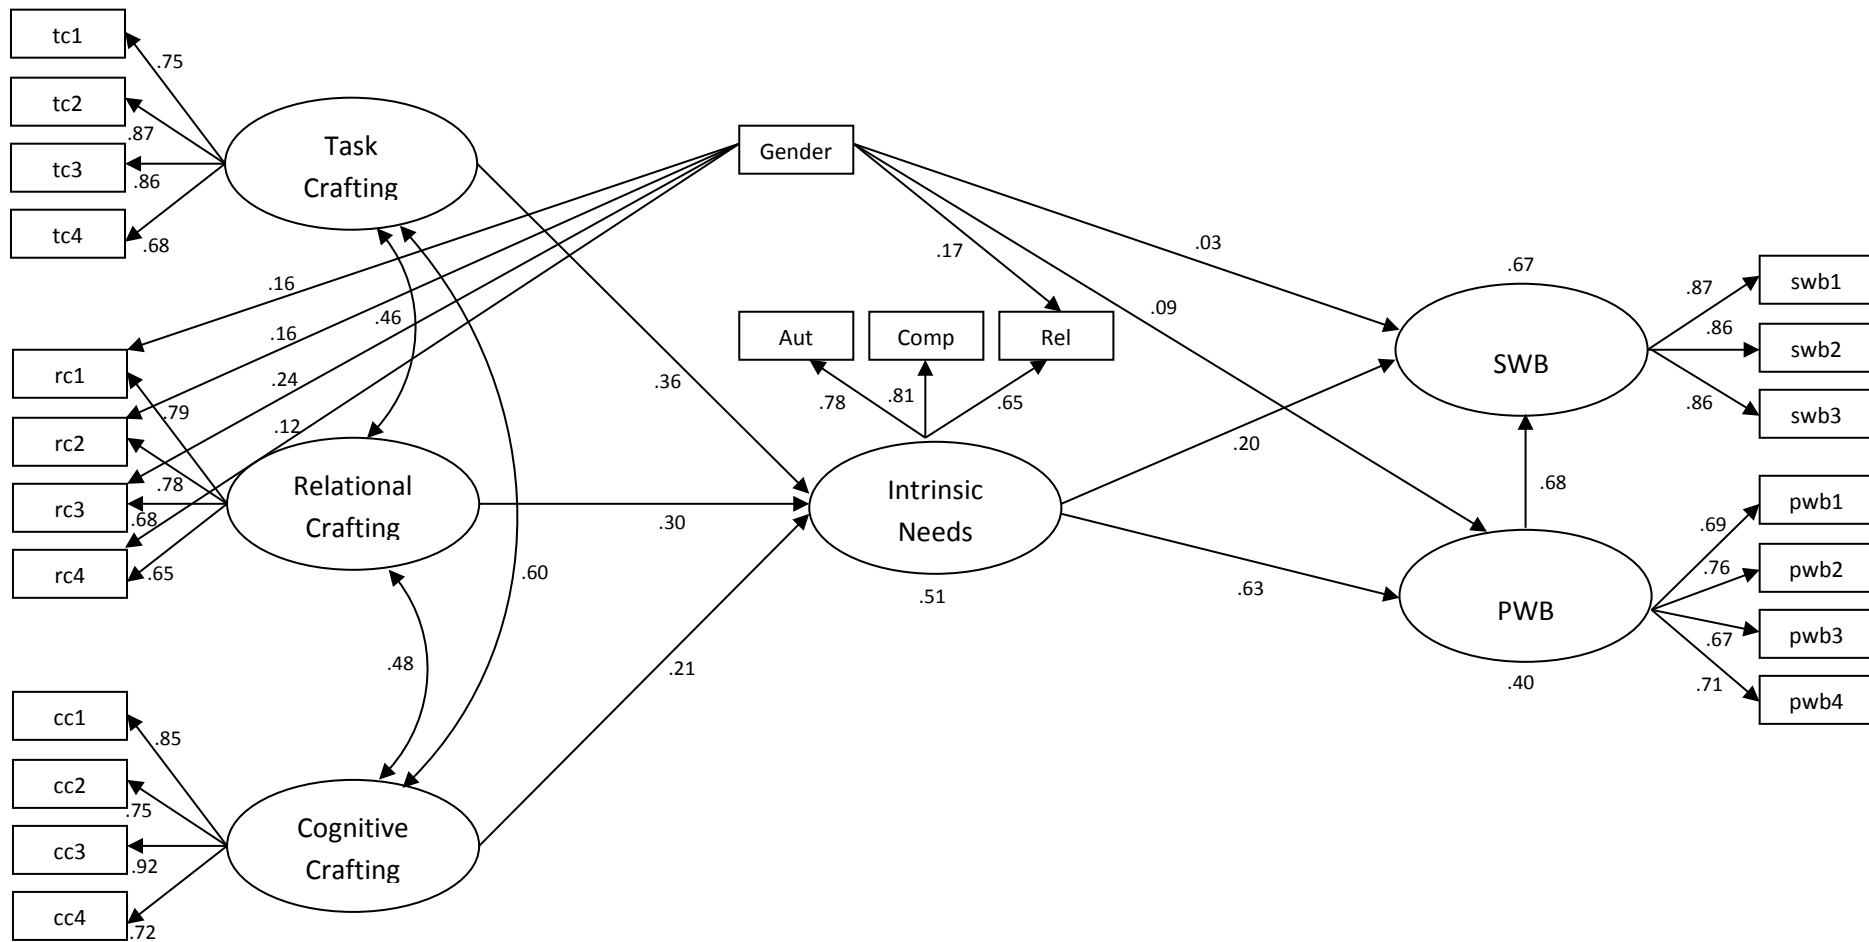 tc1
.75
tc2
.87
tc3
.86
tc4
.68
Task
Crafting
Gender
.16
.16
.46
.24
.12
.36
.17
.03
.09
.67
Aut
Comp
Rel
.78
.81
.65
SWB
.87
swb1
.86
swb2
.86
swb3
rc1
.79
rc2
.78
rc3
.68
rc4
.65
Relational
Crafting
.30
.60
.48
Intrinsic
Needs
.51
.20
.63
.68
.21
PWB
.40
.69
pwb1
.76
pwb2
.67
pwb3
.71
pwb4
cc1
.85
cc2
.75
cc3
.92
cc4
.72
Cognitive
Crafting